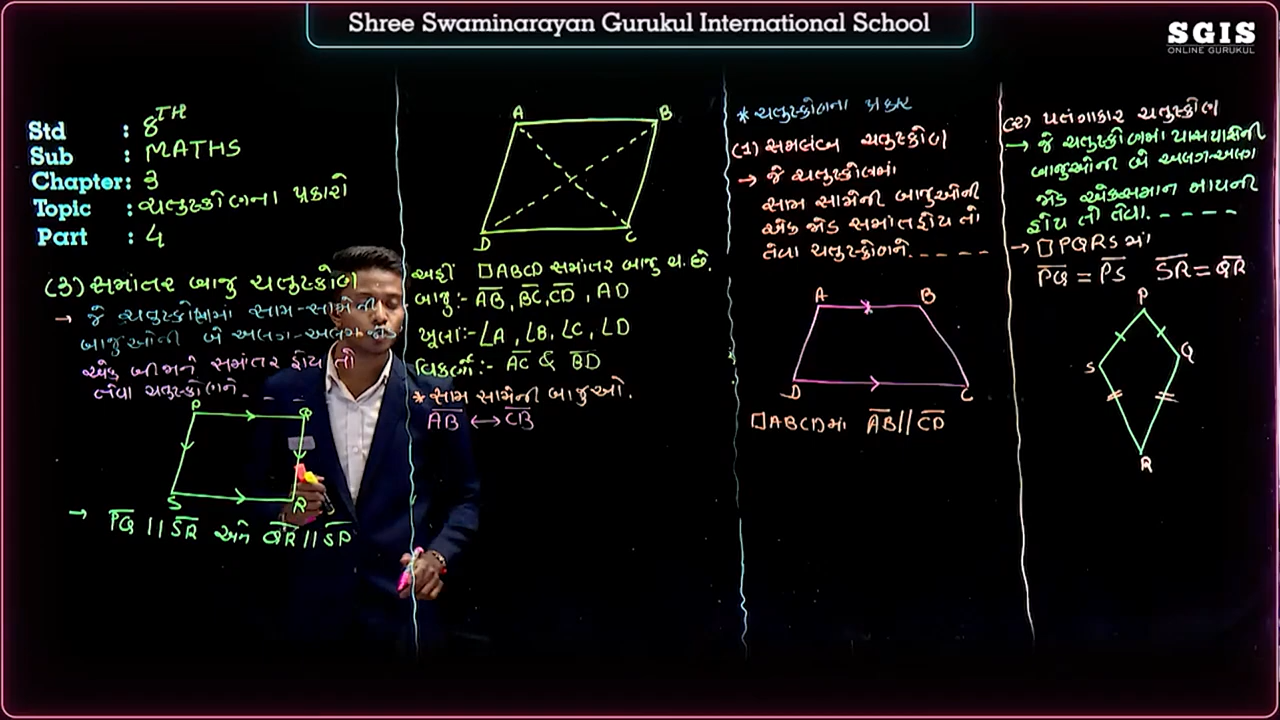 Shree Swaminarayan Gurukul International School
SGIS
ONLINE GURUKUL
Std : 8TH
Sub : MATHS
Chapter: 3
Topic : ચતુષ્કોણના પ્રકારો
Part : 4
(૩) સમાંતર બાજુ ચતુષ્કોણ
→ જે ચતુષ્કોણમાં સામ-સામેની
બાજુઓની બે અલગ-અલગ જોડ
એક બીજાને સમાંતર હોય તો
તેવા ચતુષ્કોણને - - - -
P Q
S R
→ PQ || SR અને QR || SP
A B
D C
અહીં □ABCD સમાંતર બાજુ ચ. છે.
બાજુ :- AB, BC, CD, AD
ખૂણા:- ∠A, ∠B, ∠C, ∠D
વિકર્ણ :- AC & BD
* સામ સામેની બાજુઓ.
AB ↔ CB
* ચતુષ્કોણના પ્રકાર
(૧) સમલંબ ચતુષ્કોણ
→ જે ચતુષ્કોણમાં
સામ સામેની બાજુઓની
એક જોડ સમાંતર હોય તો
તેવા ચતુષ્કોણને - - - -
A B
D C
□ABCDમાં AB || CD
(૨) પતંગાકાર ચતુષ્કોણ
→ જે ચતુષ્કોણમાં પાસપાસેની
બાજુઓની બે અલગ-અલગ
જોડ એકસમાન માપની
હોય તો તેવા - - - -
→ □PQRS માં
PQ = PS SR = QR
P
S Q
R